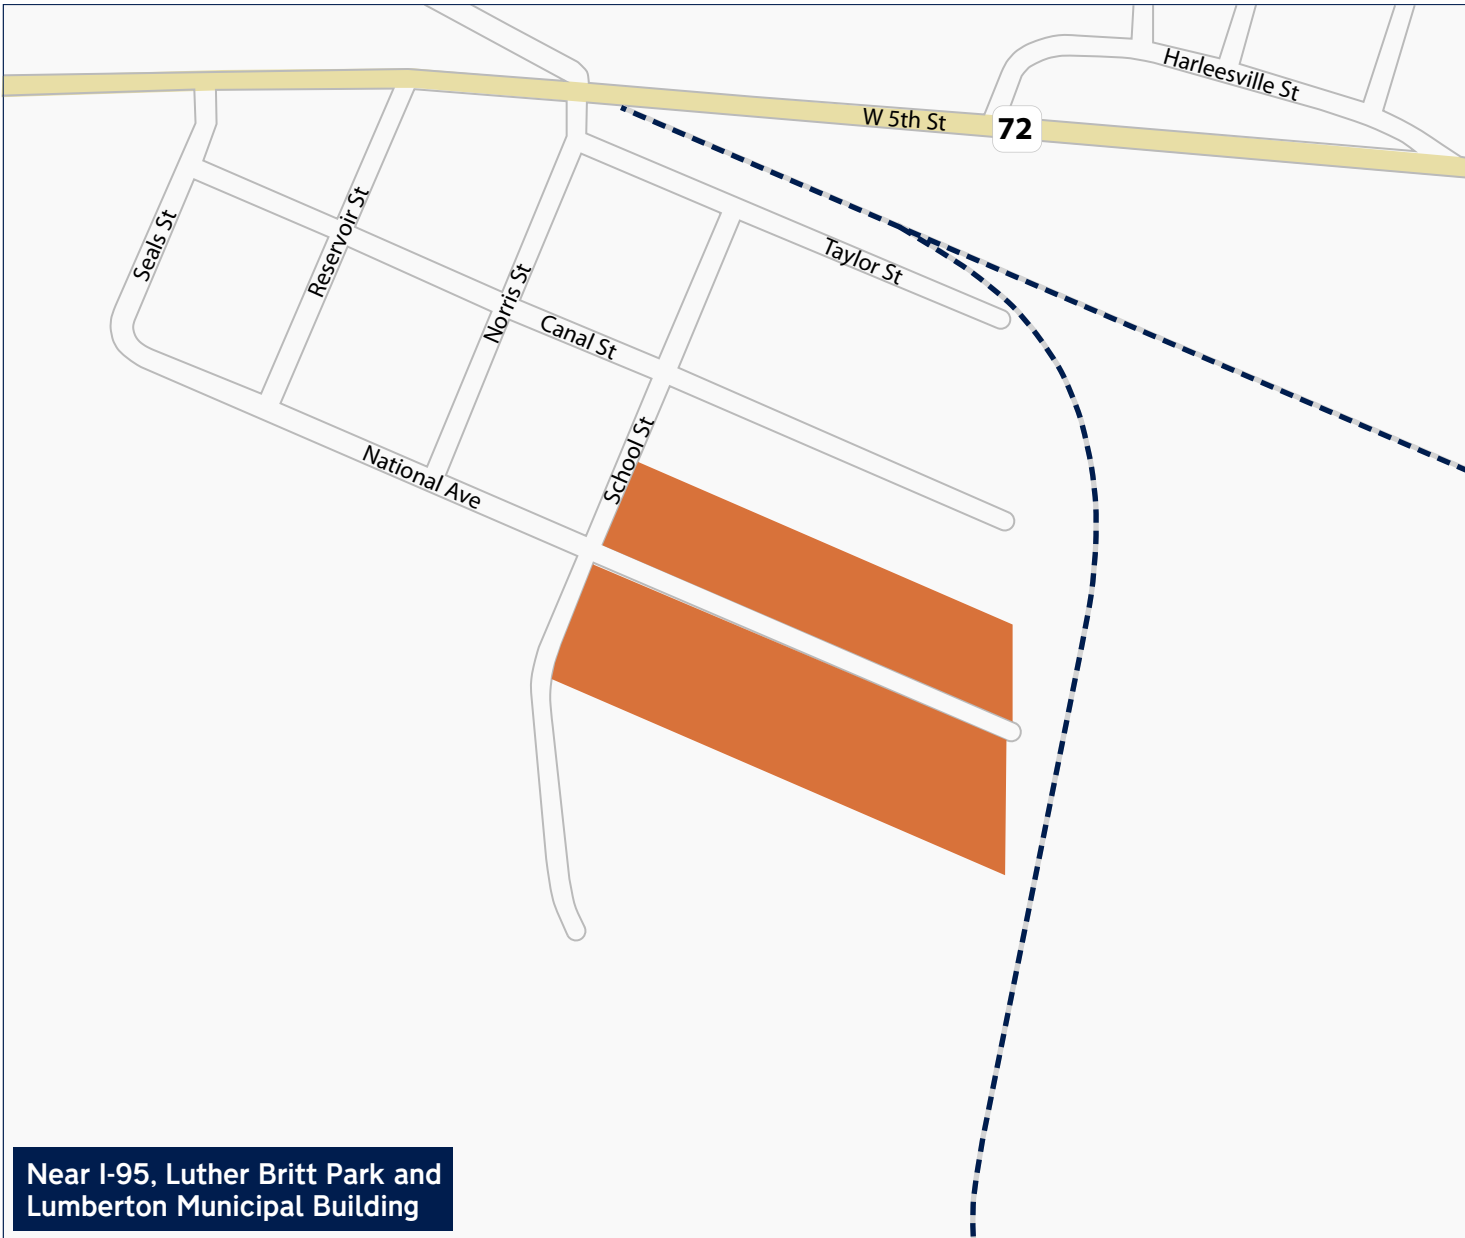 Harleesville St
W 5th St
72
Seals St
Reservoir St
Norris St
Taylor St
Canal St
School St
National Ave
Near I-95, Luther Britt Park and
Lumberton Municipal Building